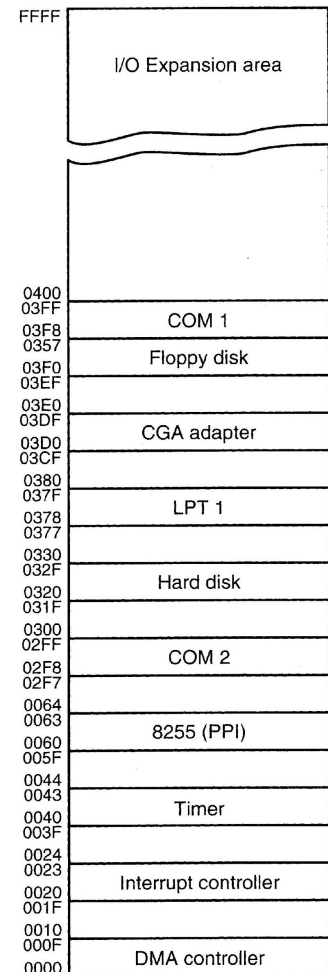 FFFF
I/O Expansion area
0400
03FF
COM 1
03F8
0357
Floppy disk
03F0
03EF
03E0
03DF
CGA adapter
03D0
03CF
0380
037F
LPT 1
0378
0377
0330
032F
Hard disk
0320
031F
0300
02FF
COM 2
02F8
02F7
0064
0063
8255 (PPI)
0060
005F
0044
0043
Timer
0040
003F
0024
0023
Interrupt controller
0020
001F
0010
000F
DMA controller
0000